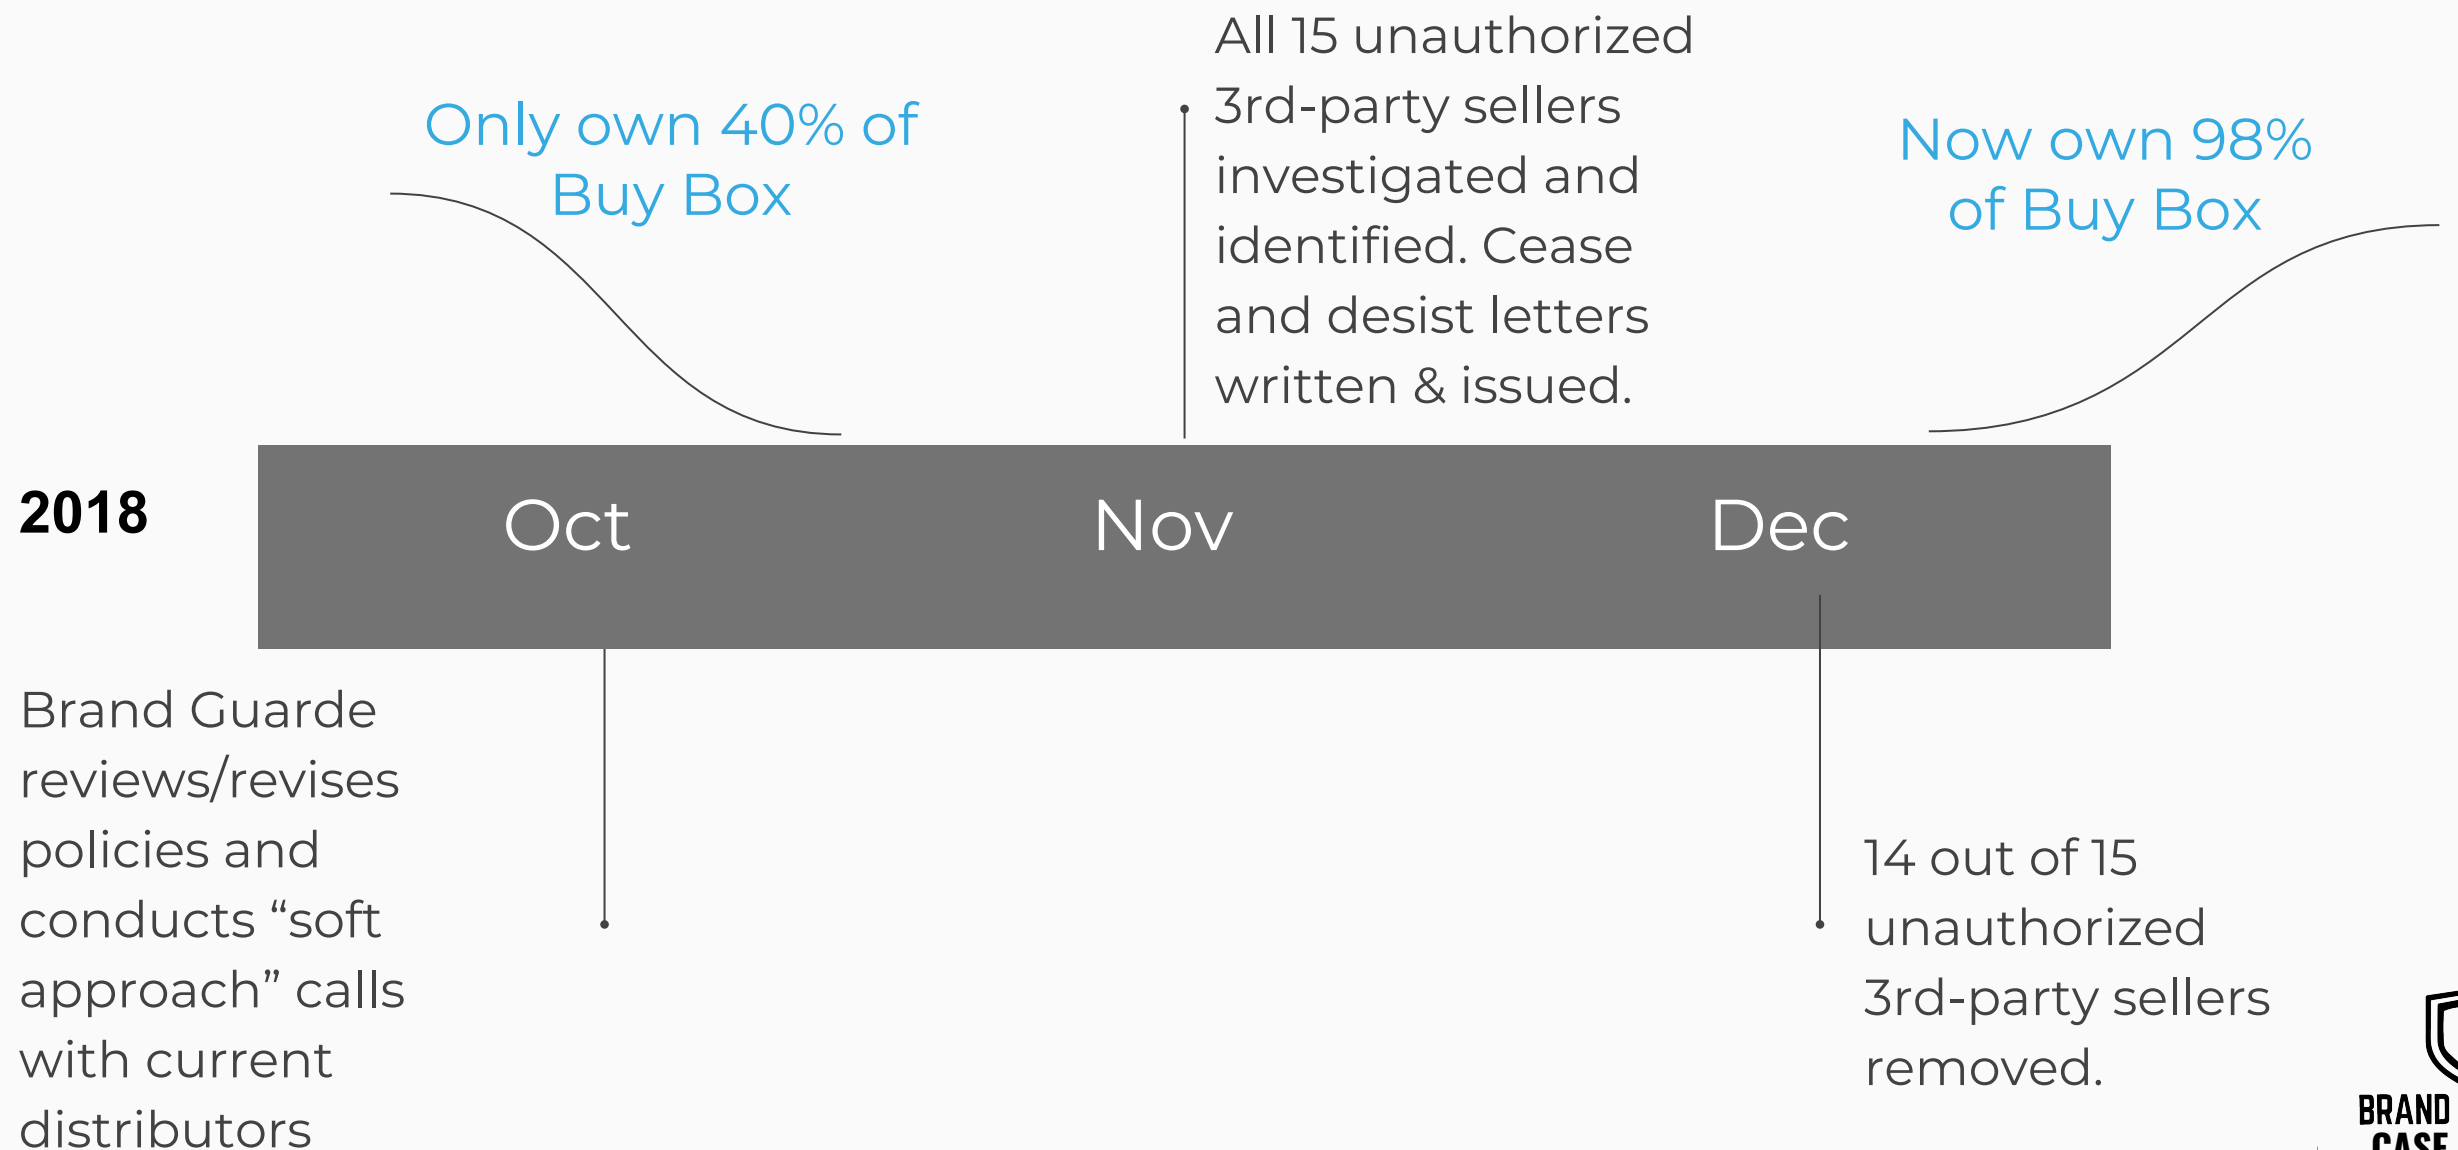 All 15 unauthorized
3rd-party sellers
investigated and
identified. Cease
and desist letters
written & issued.
Only own 40% of
Buy Box
Now own 98%
of Buy Box
2018
Oct
Nov
Dec
Brand Guarde
reviews/revises
policies and
conducts “soft
approach” calls
with current
distributors
14 out of 15
unauthorized
3rd-party sellers
removed.
BRAND
CASE